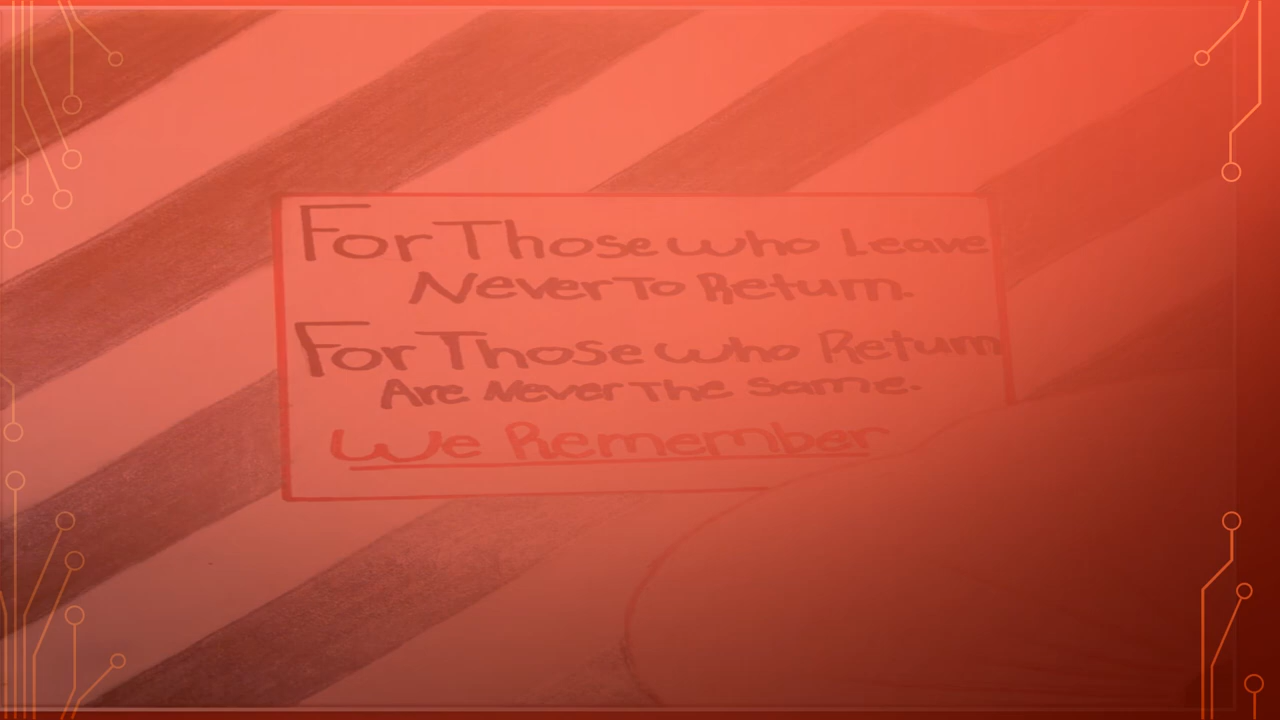 For Those who Leave
Never To Return.
For Those who Return
Are Never The Same.
We Remember